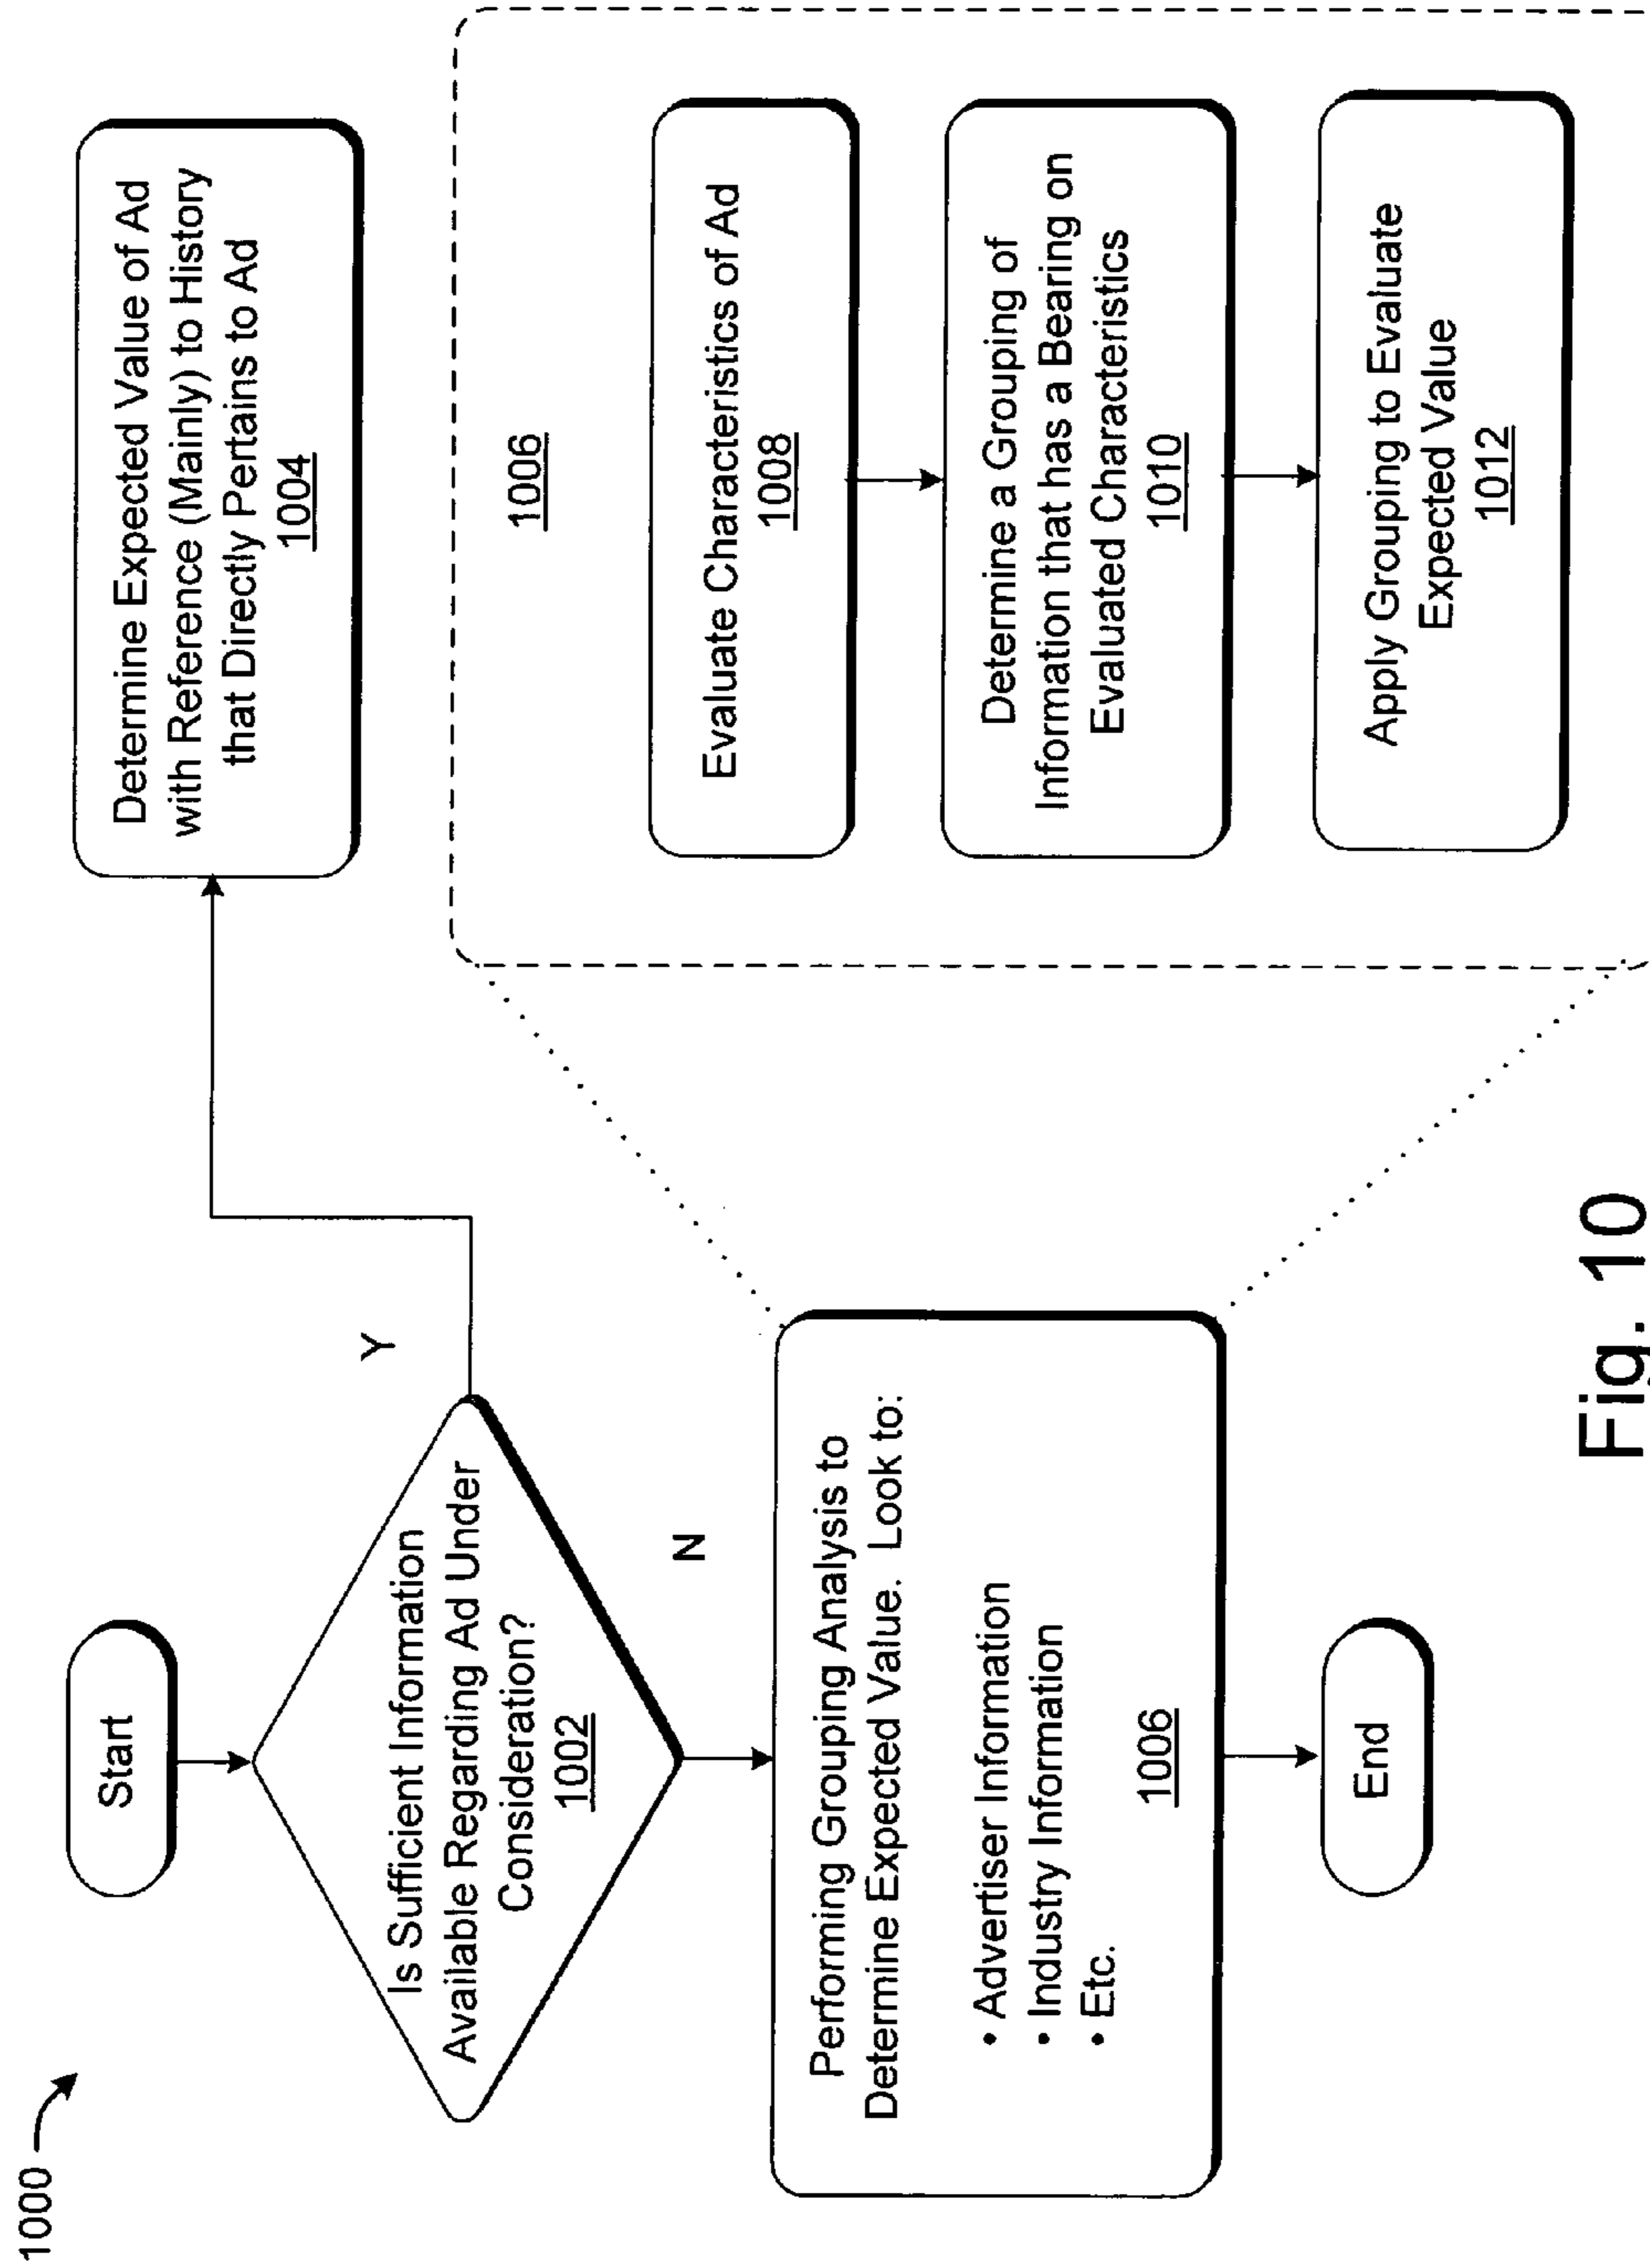 1000
Start
Is Sufficient Information
Available Regarding Ad Under
Consideration?
1002
Y
N
Determine Expected Value of Ad
with Reference (Mainly) to History
that Directly Pertains to Ad
1004
Performing Grouping Analysis to
Determine Expected Value. Look to:
• Advertiser Information
• Industry Information
• Etc.
1006
End
1006
Evaluate Characteristics of Ad
1008
Determine a Grouping of
Information that has a Bearing on
Evaluated Characteristics
1010
Apply Grouping to Evaluate
Expected Value
1012
Fig. 10